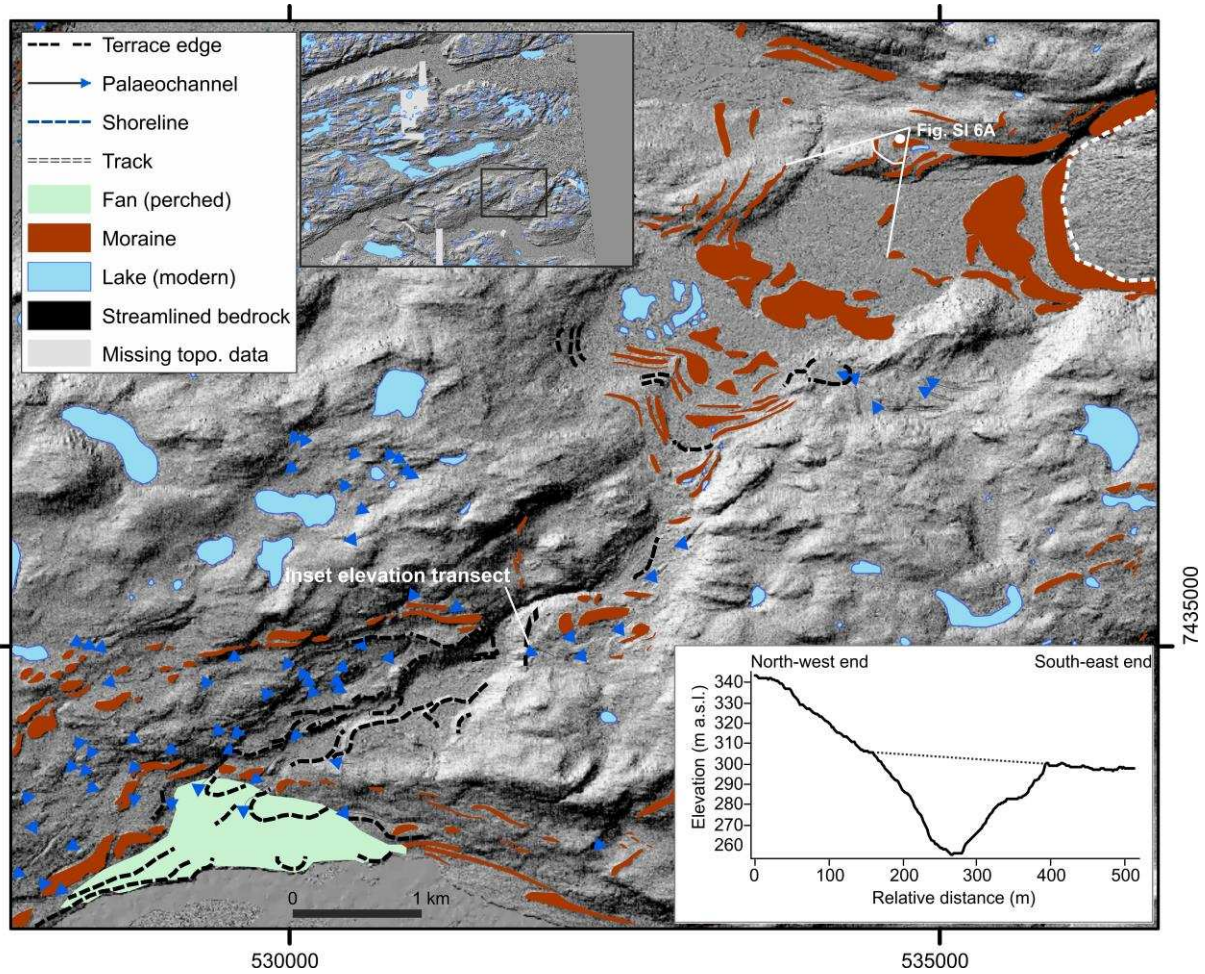 Terrace edge
Palaeochannel
Shoreline
Track
Fan (perched)
Moraine
Lake (modern)
Streamlined bedrock
Missing topo. data
Fig. SI 6A
Inset elevation transect
7435000
North-west end South-east end
Elevation (m a.s.l.)
340
330
320
310
300
290
280
270
260
0 100 200 300 400 500
Relative distance (m)
0 1 km
530000 535000